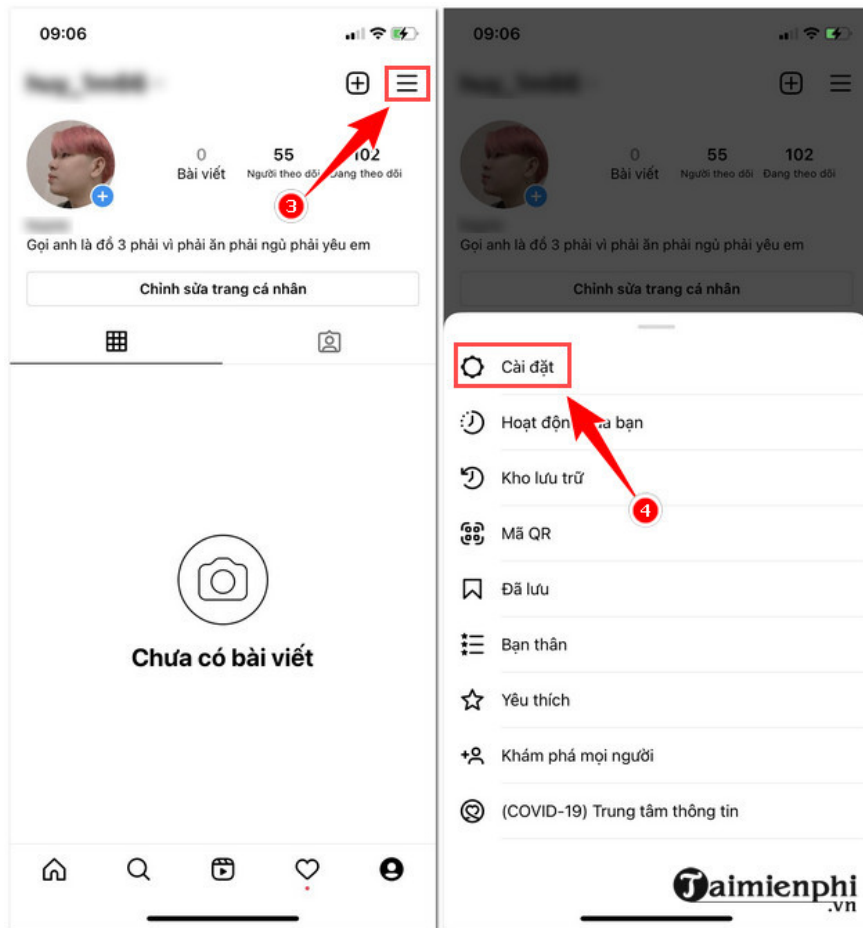 09:06
0
55
102
Bài viết
Người theo dõi
Đang theo dõi
3
Gọi anh là đồ 3 phải vì phải ăn phải ngủ phải yêu em
Chỉnh sửa trang cá nhân
Chưa có bài viết
09:06
0
55
102
Bài viết
Người theo dõi
Đang theo dõi
Gọi anh là đồ 3 phải vì phải ăn phải ngủ phải yêu em
Chỉnh sửa trang cá nhân
Cài đặt
Hoạt động của bạn
4
Kho lưu trữ
Mã QR
Đã lưu
Bạn thân
Yêu thích
Khám phá mọi người
(COVID-19) Trung tâm thông tin
Taimienphi
.vn